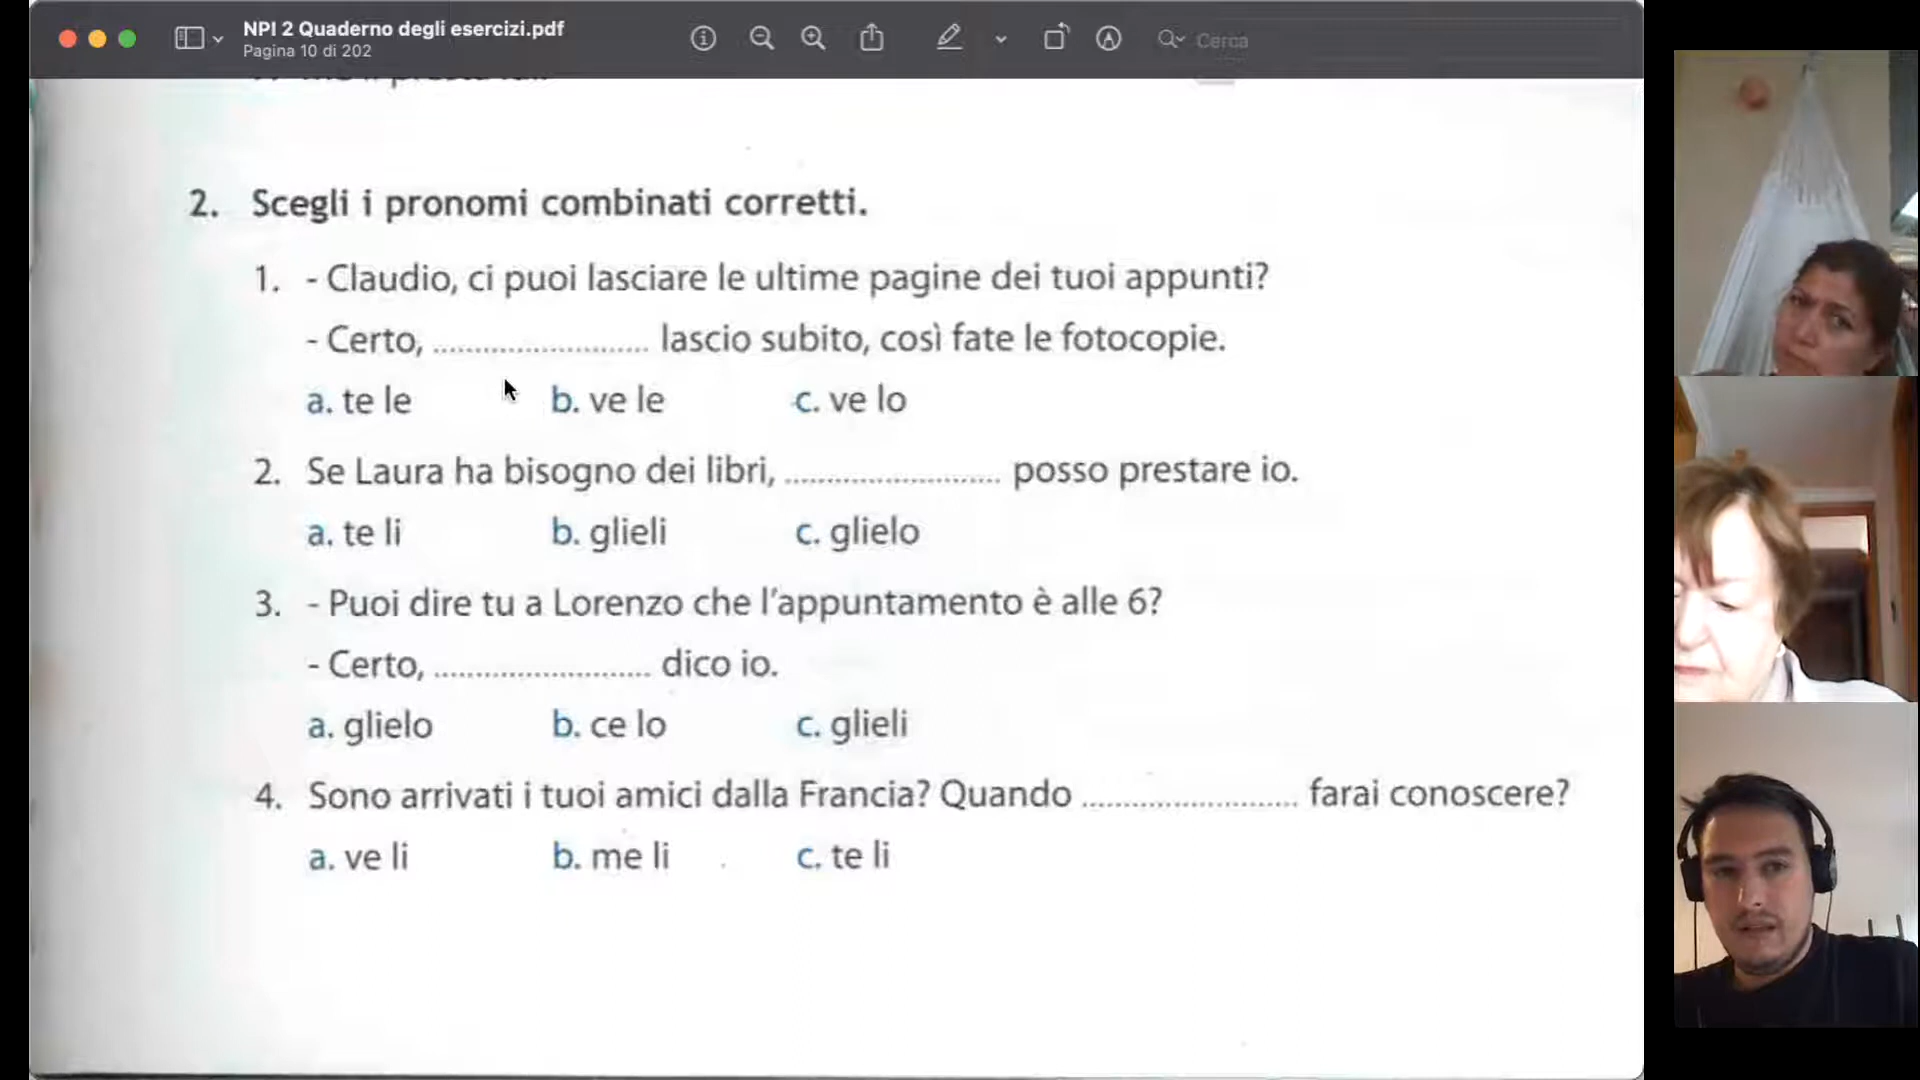 NPI 2 Quaderno degli esercizi.pdf
Pagina 10 di 202
Cerca
2. Scegli i pronomi combinati corretti.
1. - Claudio, ci puoi lasciare le ultime pagine dei tuoi appunti?
- Certo, ........................ lascio subito, così fate le fotocopie.
a. te le b. ve le c. ve lo
2. Se Laura ha bisogno dei libri, ........................ posso prestare io.
a. te li b. glieli c. glielo
3. - Puoi dire tu a Lorenzo che l'appuntamento è alle 6?
- Certo, ........................ dico io.
a. glielo b. ce lo c. glieli
4. Sono arrivati i tuoi amici dalla Francia? Quando ........................ farai conoscere?
a. ve li b. me li c. te li